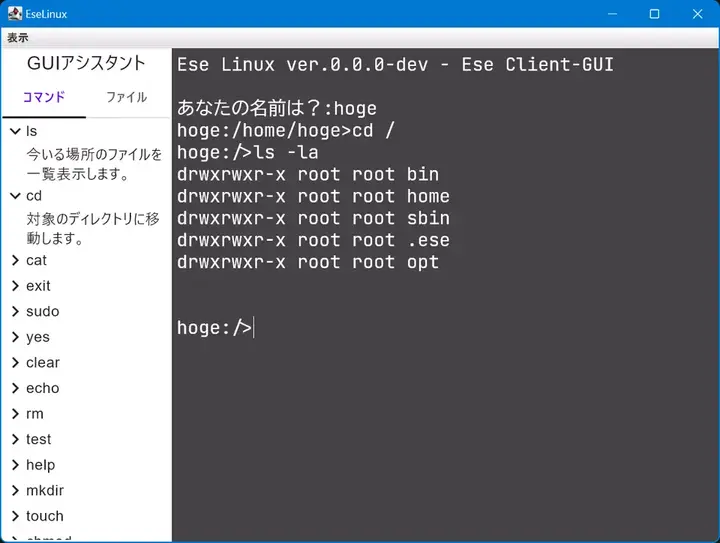 EseLinux
表示
GUIアシスタント
コマンド ファイル
ls
今いる場所のファイルを
一覧表示します。
cd
対象のディレクトリに移
動します。
cat
exit
sudo
yes
clear
echo
rm
test
help
mkdir
touch
Ese Linux ver.0.0.0-dev - Ese Client-GUI
あなたの名前は？:hoge
hoge:/home/hoge>cd /
hoge:/>ls -la
drwxrwxr-x root root bin
drwxrwxr-x root root home
drwxrwxr-x root root sbin
drwxrwxr-x root root .ese
drwxrwxr-x root root opt
hoge:/>